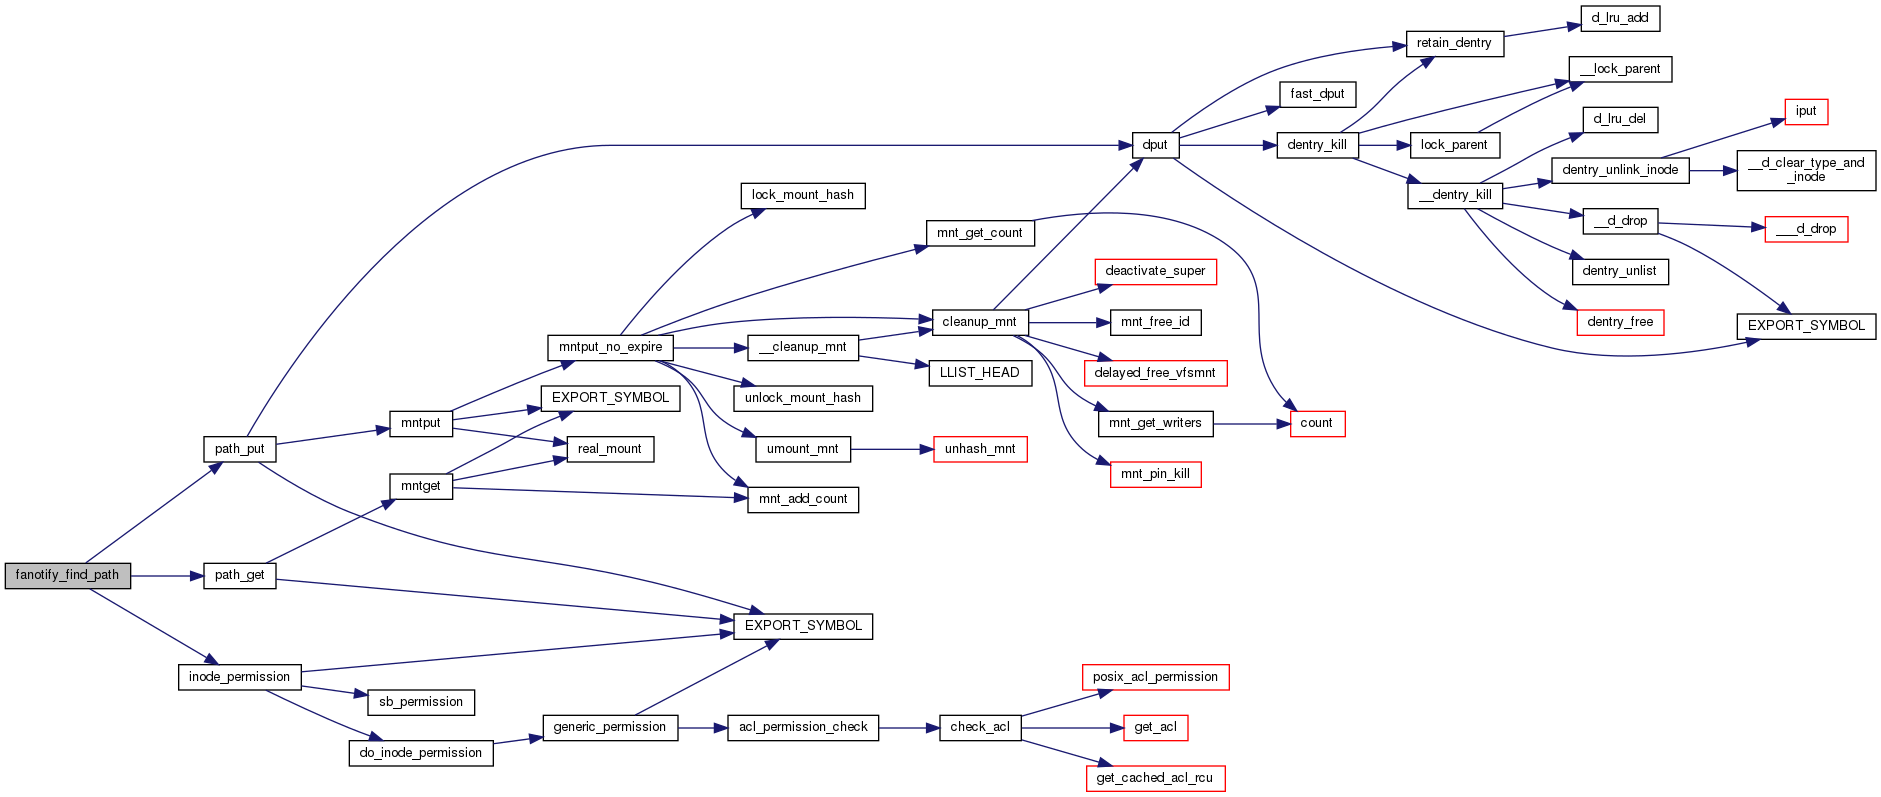 d_lru_add
retain_dentry
__lock_parent
fast_dput
iput
d_lru_del
dput
dentry_kill
lock_parent
dentry_unlink_inode
__d_clear_type_and
_inode
lock_mount_hash
__dentry_kill
mnt_get_count
__d_drop
___d_drop
deactivate_super
dentry_unlist
cleanup_mnt
mnt_free_id
dentry_free
EXPORT_SYMBOL
mntput_no_expire
__cleanup_mnt
LLIST_HEAD
delayed_free_vfsmnt
EXPORT_SYMBOL
unlock_mount_hash
mntput
mnt_get_writers
count
path_put
real_mount
umount_mnt
unhash_mnt
mntget
mnt_pin_kill
mnt_add_count
fanotify_find_path
path_get
EXPORT_SYMBOL
inode_permission
posix_acl_permission
sb_permission
generic_permission
acl_permission_check
check_acl
get_acl
do_inode_permission
get_cached_acl_rcu